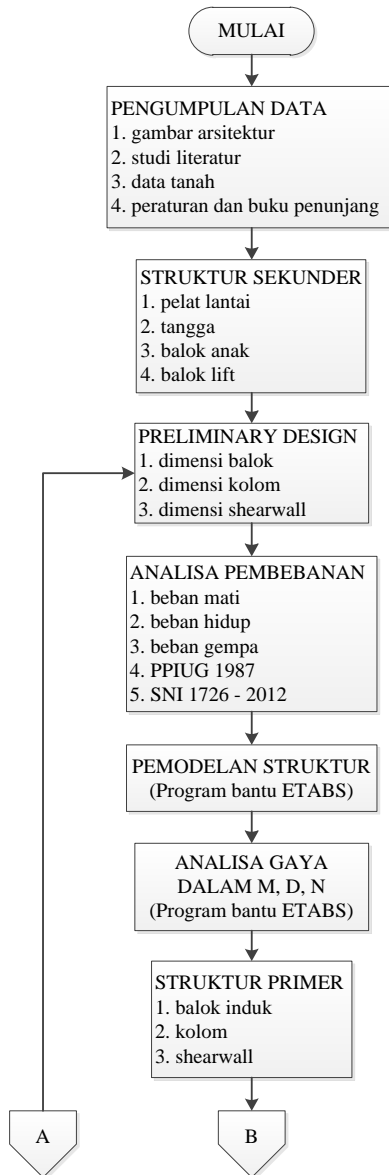 MULAI
PENGUMPULAN DATA
1. gambar arsitektur
2. studi literatur
3. data tanah
4. peraturan dan buku penunjang
STRUKTUR SEKUNDER
1. pelat lantai
2. tangga
3. balok anak
4. balok lift
PRELIMINARY DESIGN
1. dimensi balok
2. dimensi kolom
3. dimensi shearwall
ANALISA PEMBEBANAN
1. beban mati
2. beban hidup
3. beban gempa
4. PPIUG 1987
5. SNI 1726 - 2012
PEMODELAN STRUKTUR
(Program bantu ETABS)
ANALISA GAYA
DALAM M, D, N
(Program bantu ETABS)
STRUKTUR PRIMER
1. balok induk
2. kolom
3. shearwall
A
B